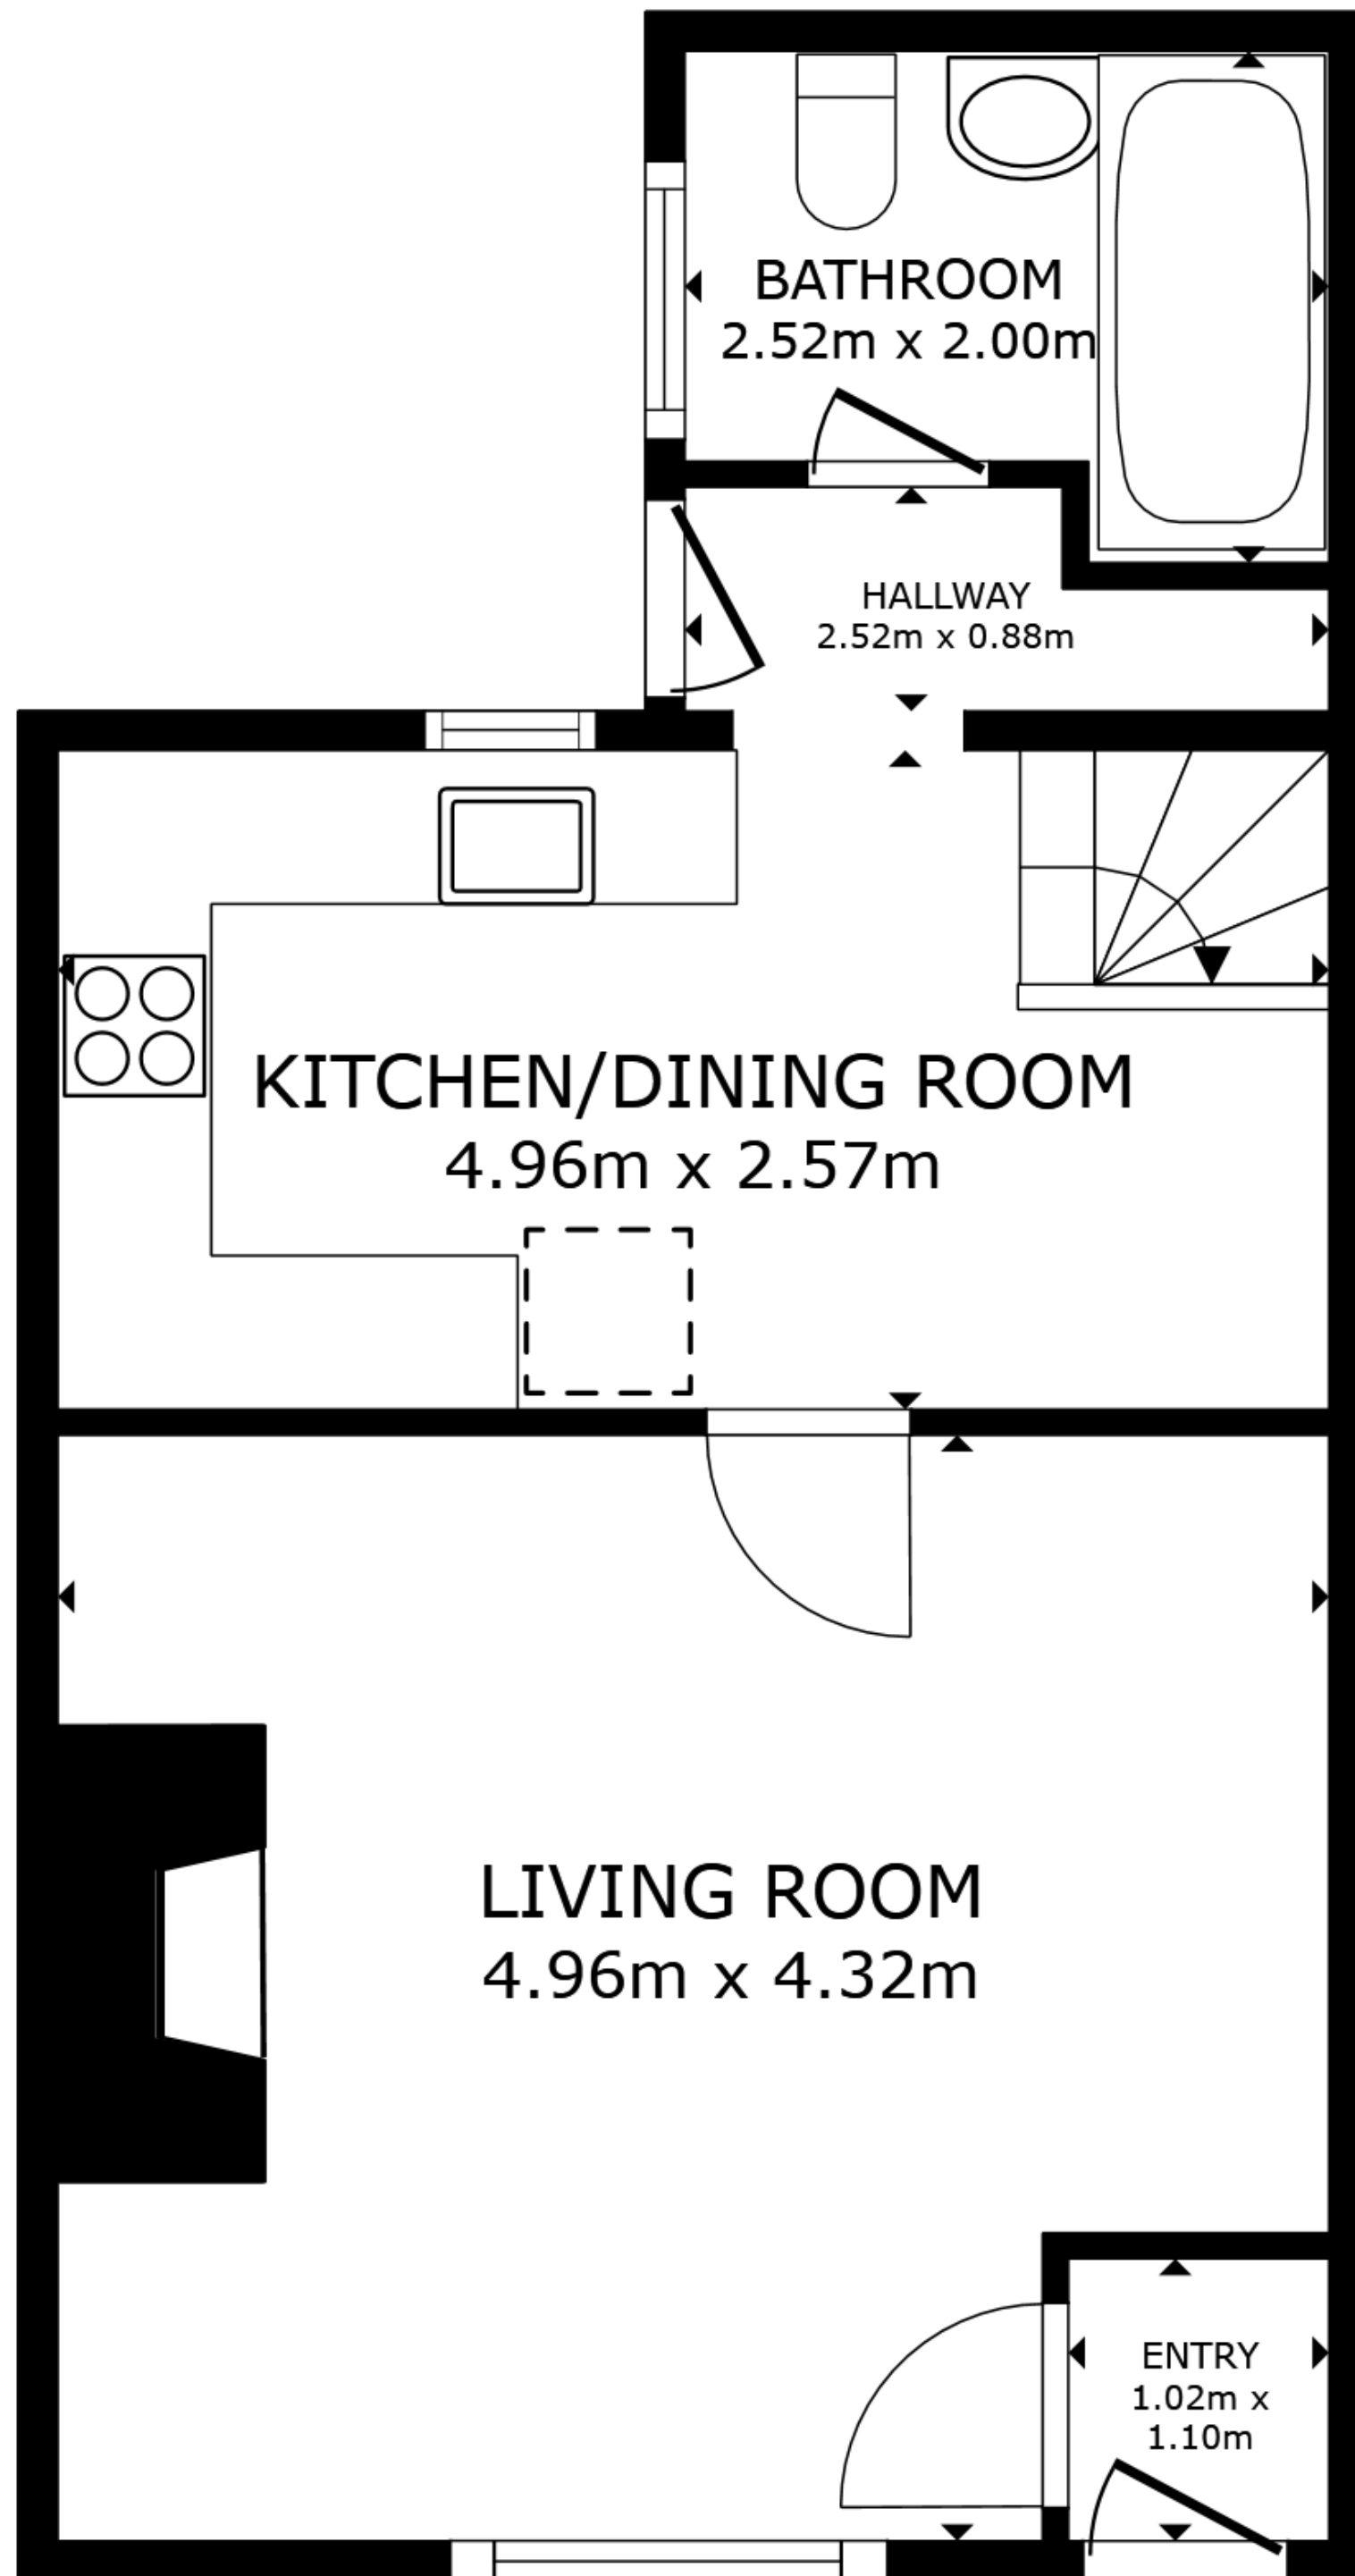 BATHROOM
2.52m x 2.00m
HALLWAY
2.52m x 0.88m
KITCHEN/DINING ROOM
4.96m x 2.57m
LIVING ROOM
4.96m x 4.32m
ENTRY
1.02m x
1.10m